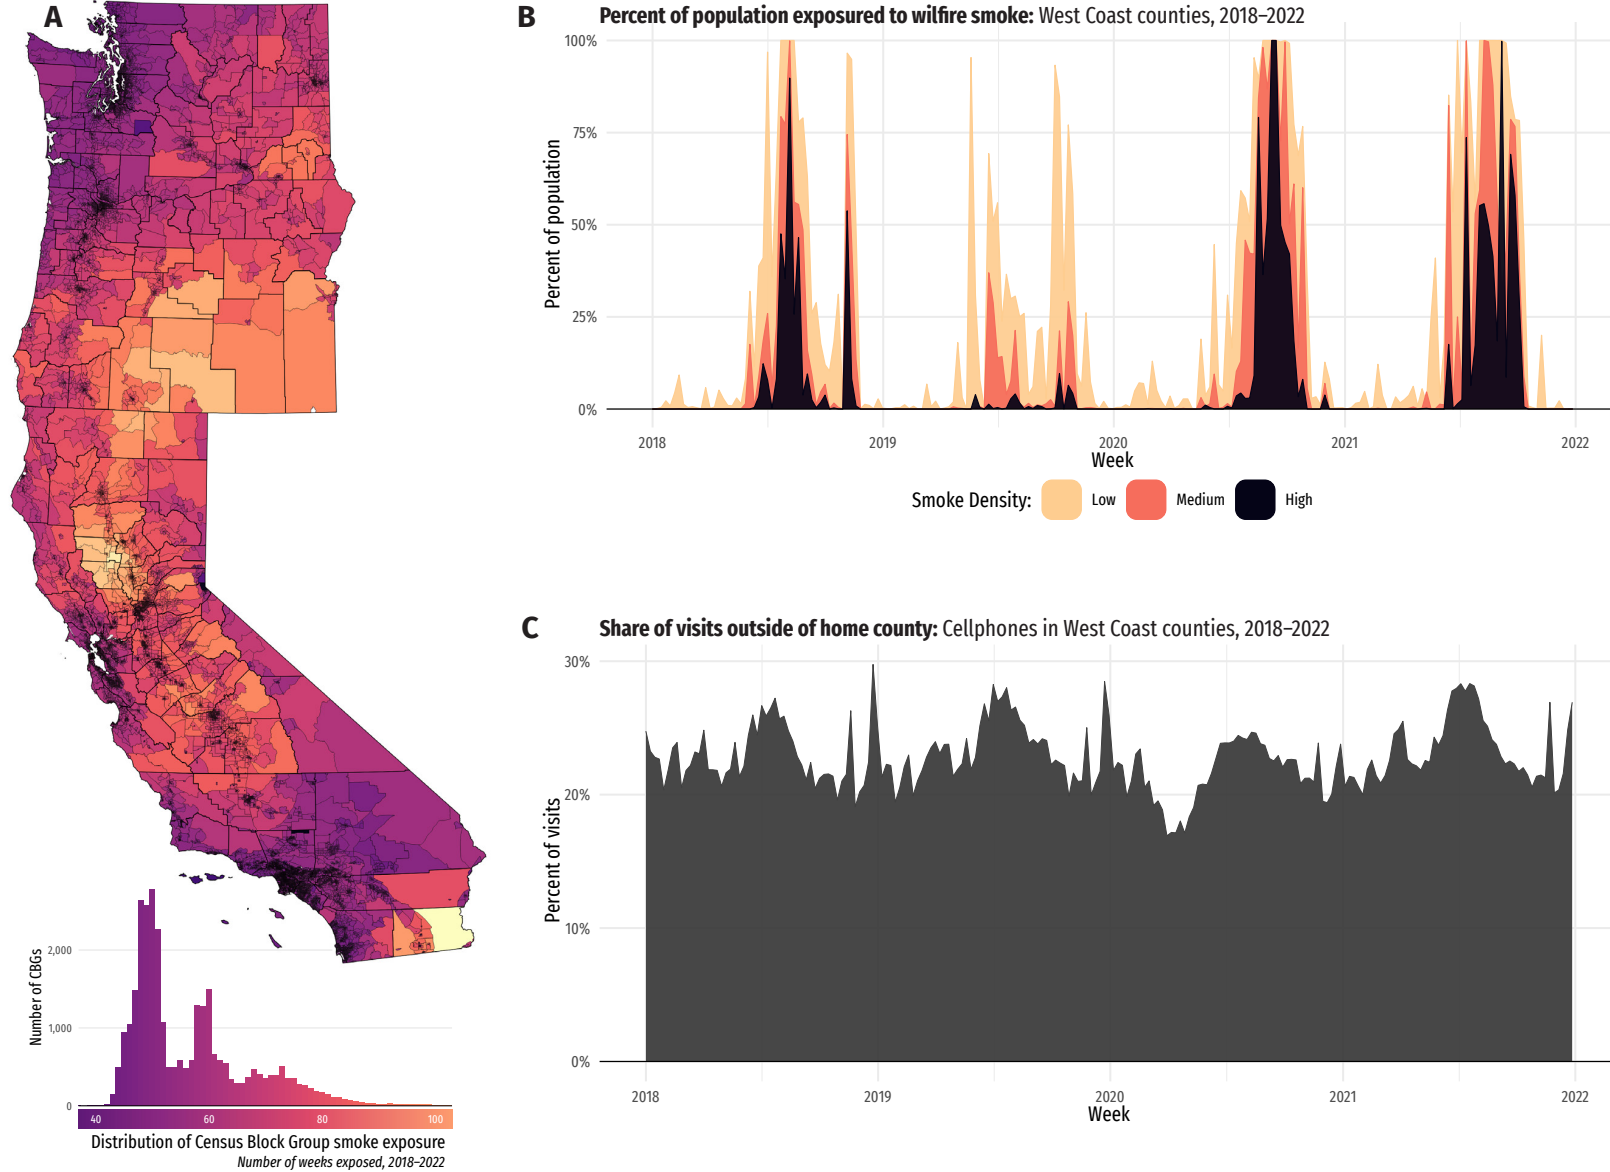 A
B
Percent of population exposured to wilfire smoke: West Coast counties, 2018–2022
100%
75%
50%
25%
0%
Percent of population
2018
2019
2020
2021
2022
Week
Smoke Density:
Low
Medium
High
C
Share of visits outside of home county: Cellphones in West Coast counties, 2018–2022
30%
20%
10%
0%
Percent of visits
2018
2019
2020
2021
2022
Week
2,000
1,000
0
Number of CBGs
40
60
80
100
Distribution of Census Block Group smoke exposure
Number of weeks exposed, 2018–2022